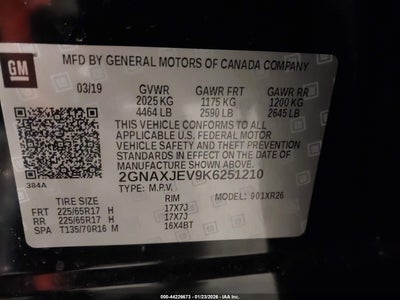 GM
MFD BY GENERAL MOTORS OF CANADA COMPANY
03/19 GVWR GAWR FRT GAWR RR
2025 KG 1175 KG 1200 KG
4464 LB 2590 LB 2645 LB
THIS VEHICLE CONFORMS TO ALL
APPLICABLE U.S. FEDERAL MOTOR
VEHICLE SAFETY AND THEFT
PREVENTION STANDARDS IN EFFECT
ON THE DATE OF
MANUFACTURE SHOWN ABOVE.
2GNAXJEV9K6251210
384A TYPE: M.P.V. MODEL: 901XR26
TIRE SIZE RIM
FRT 225/65R17 H 17X7J
RR 225/65R17 H 17X7J
SPA T135/70R16 M 16X4BT
Stock No: 44226673 | 01/23/2026 - IAA Inc.